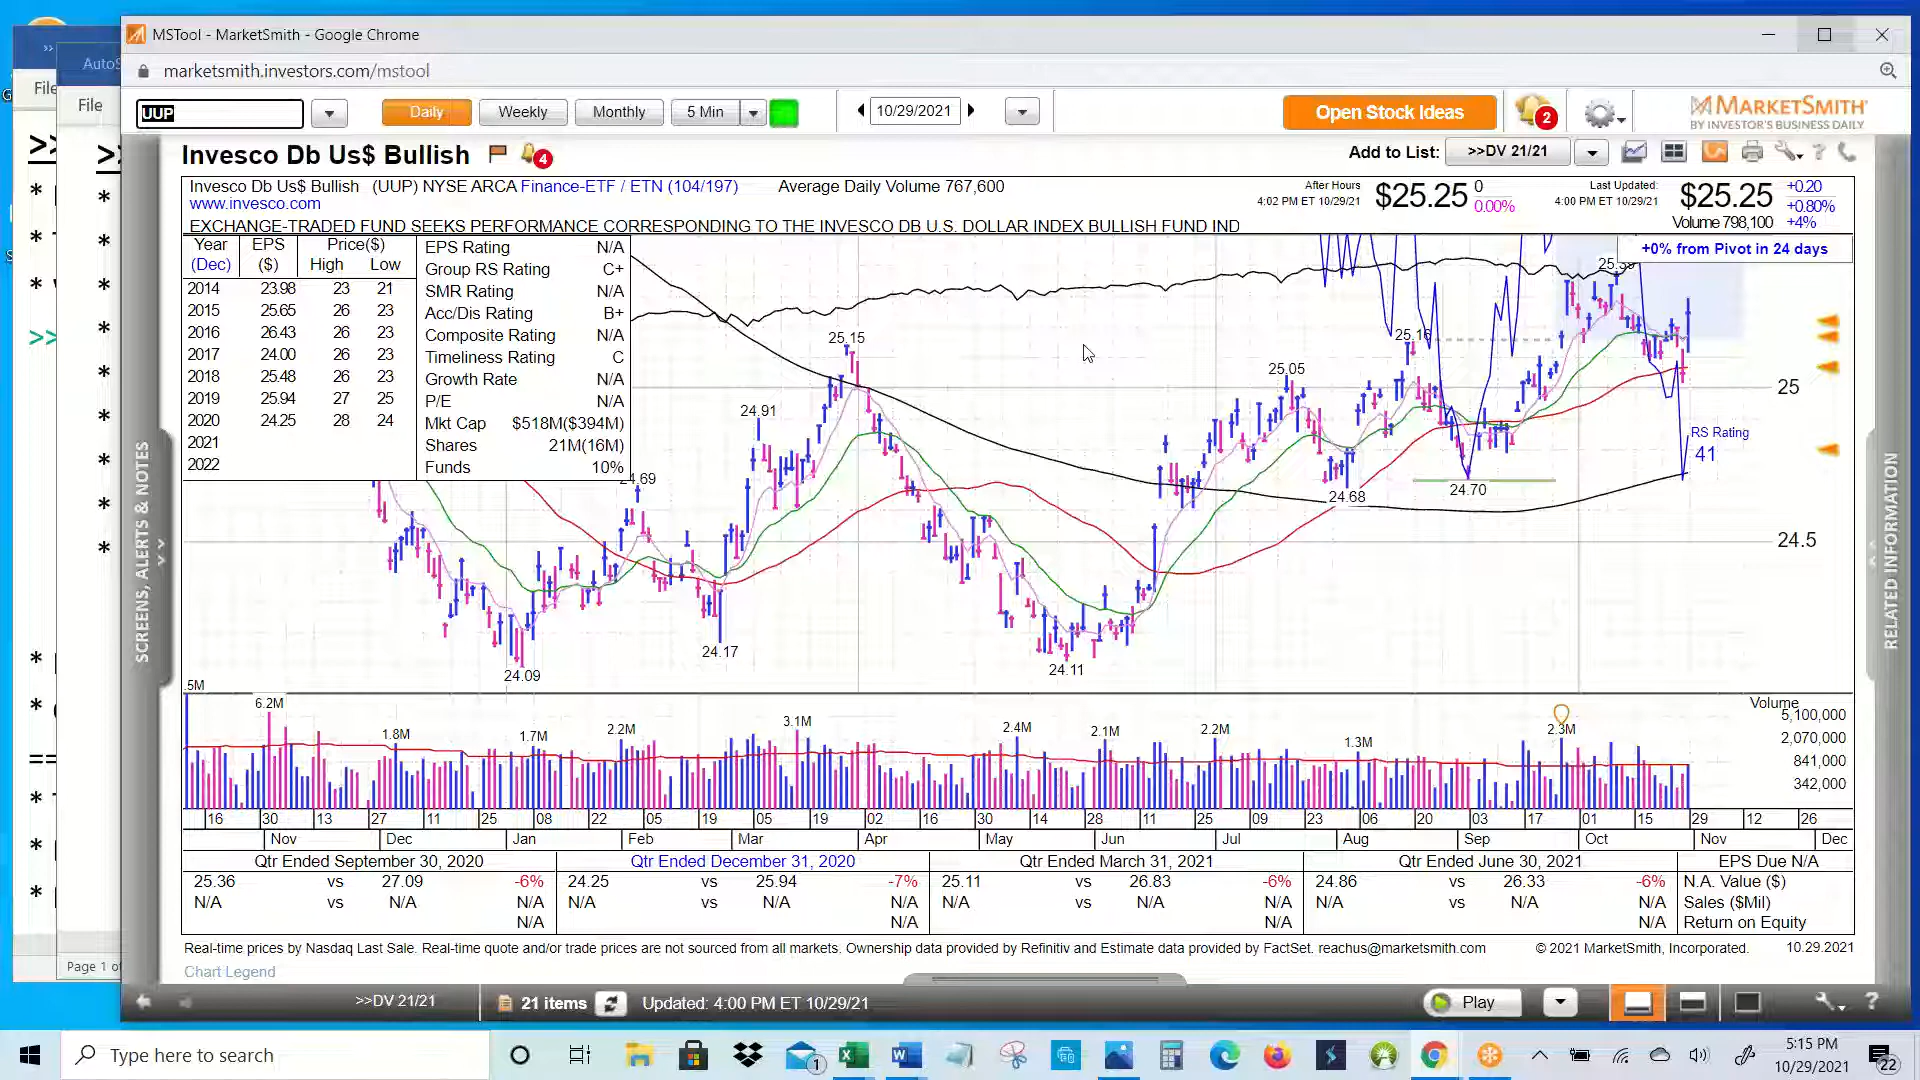 MSTool - MarketSmith - Google Chrome
marketsmith.investors.com/mstool
AutoS
File
File
UUP
Daily
Weekly
Monthly
5 Min
10/29/2021
Open Stock Ideas
2
MARKETSMITH
BY INVESTOR'S BUSINESS DAILY
Invesco Db Us$ Bullish
4
Add to List:
>>DV 21/21
Invesco Db Us$ Bullish (UUP) NYSE ARCA Finance-ETF / ETN (104/197) Average Daily Volume 767,600
www.invesco.com
After Hours
4:02 PM ET 10/29/21
$25.25
0
0.00%
Last Updated:
4:00 PM ET 10/29/21
$25.25
+0.20
+0.80%
Volume 798,100 +4%
EXCHANGE-TRADED FUND SEEKS PERFORMANCE CORRESPONDING TO THE INVESCO DB U.S. DOLLAR INDEX BULLISH FUND IND
+0% from Pivot in 24 days
Year EPS Price($)
(Dec) ($) High Low
2014 23.98 23 21
2015 25.65 26 23
2016 26.43 26 23
2017 24.00 26 23
2018 25.48 26 23
2019 25.94 27 25
2020 24.25 28 24
2021
2022
EPS Rating N/A
Group RS Rating C+
SMR Rating N/A
Acc/Dis Rating B+
Composite Rating N/A
Timeliness Rating C
Growth Rate N/A
P/E N/A
Mkt Cap $518M($394M)
Shares 21M(16M)
Funds 10%
25.15
25.16
25.05
24.91
24.68
24.70
24.17
24.09
24.11
25
24.5
RS Rating
41
SCREENS, ALERTS & NOTES
RELATED INFORMATION
.5M
6.2M
1.8M
1.7M
2.2M
3.1M
2.4M
2.1M
2.2M
1.3M
2.3M
Volume
5,100,000
2,070,000
841,000
342,000
16 30 13 27 11 25 08 22 05 19 05 19 02 16 30 14 28 11 25 09 23 06 20 03 17 01 15 29 12 26
Nov Dec Jan Feb Mar Apr May Jun Jul Aug Sep Oct Nov Dec
Qtr Ended September 30, 2020 Qtr Ended December 31, 2020 Qtr Ended March 31, 2021 Qtr Ended June 30, 2021 EPS Due N/A
25.36 vs 27.09 -6% 24.25 vs 25.94 -7% 25.11 vs 26.83 -6% 24.86 vs 26.33 -6% N.A. Value ($)
N/A vs N/A N/A N/A vs N/A N/A N/A vs N/A N/A N/A vs N/A N/A Sales ($Mil)
N/A N/A N/A N/A Return on Equity
Real-time prices by Nasdaq Last Sale. Real-time quote and/or trade prices are not sourced from all markets. Ownership data provided by Refinitiv and Estimate data provided by FactSet. reachus@marketsmith.com © 2021 MarketSmith, Incorporated. 10.29.2021
Chart Legend
Page 1 of
>>DV 21/21
21 items
Updated: 4:00 PM ET 10/29/21
Play
Type here to search
1
5:15 PM
10/29/2021
22